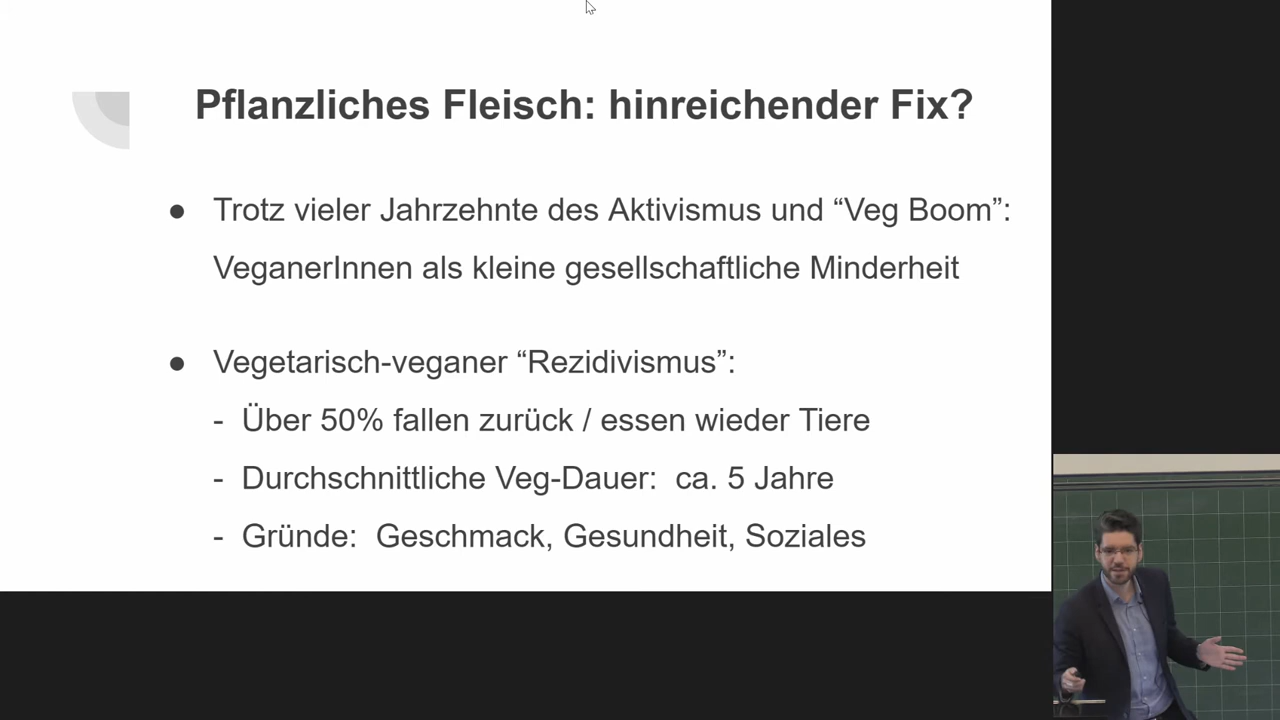 Pflanzliches Fleisch: hinreichender Fix?
● Trotz vieler Jahrzehnte des Aktivismus und “Veg Boom”:
VeganerInnen als kleine gesellschaftliche Minderheit
● Vegetarisch-veganer “Rezidivismus”:
- Über 50% fallen zurück / essen wieder Tiere
- Durchschnittliche Veg-Dauer: ca. 5 Jahre
- Gründe: Geschmack, Gesundheit, Soziales